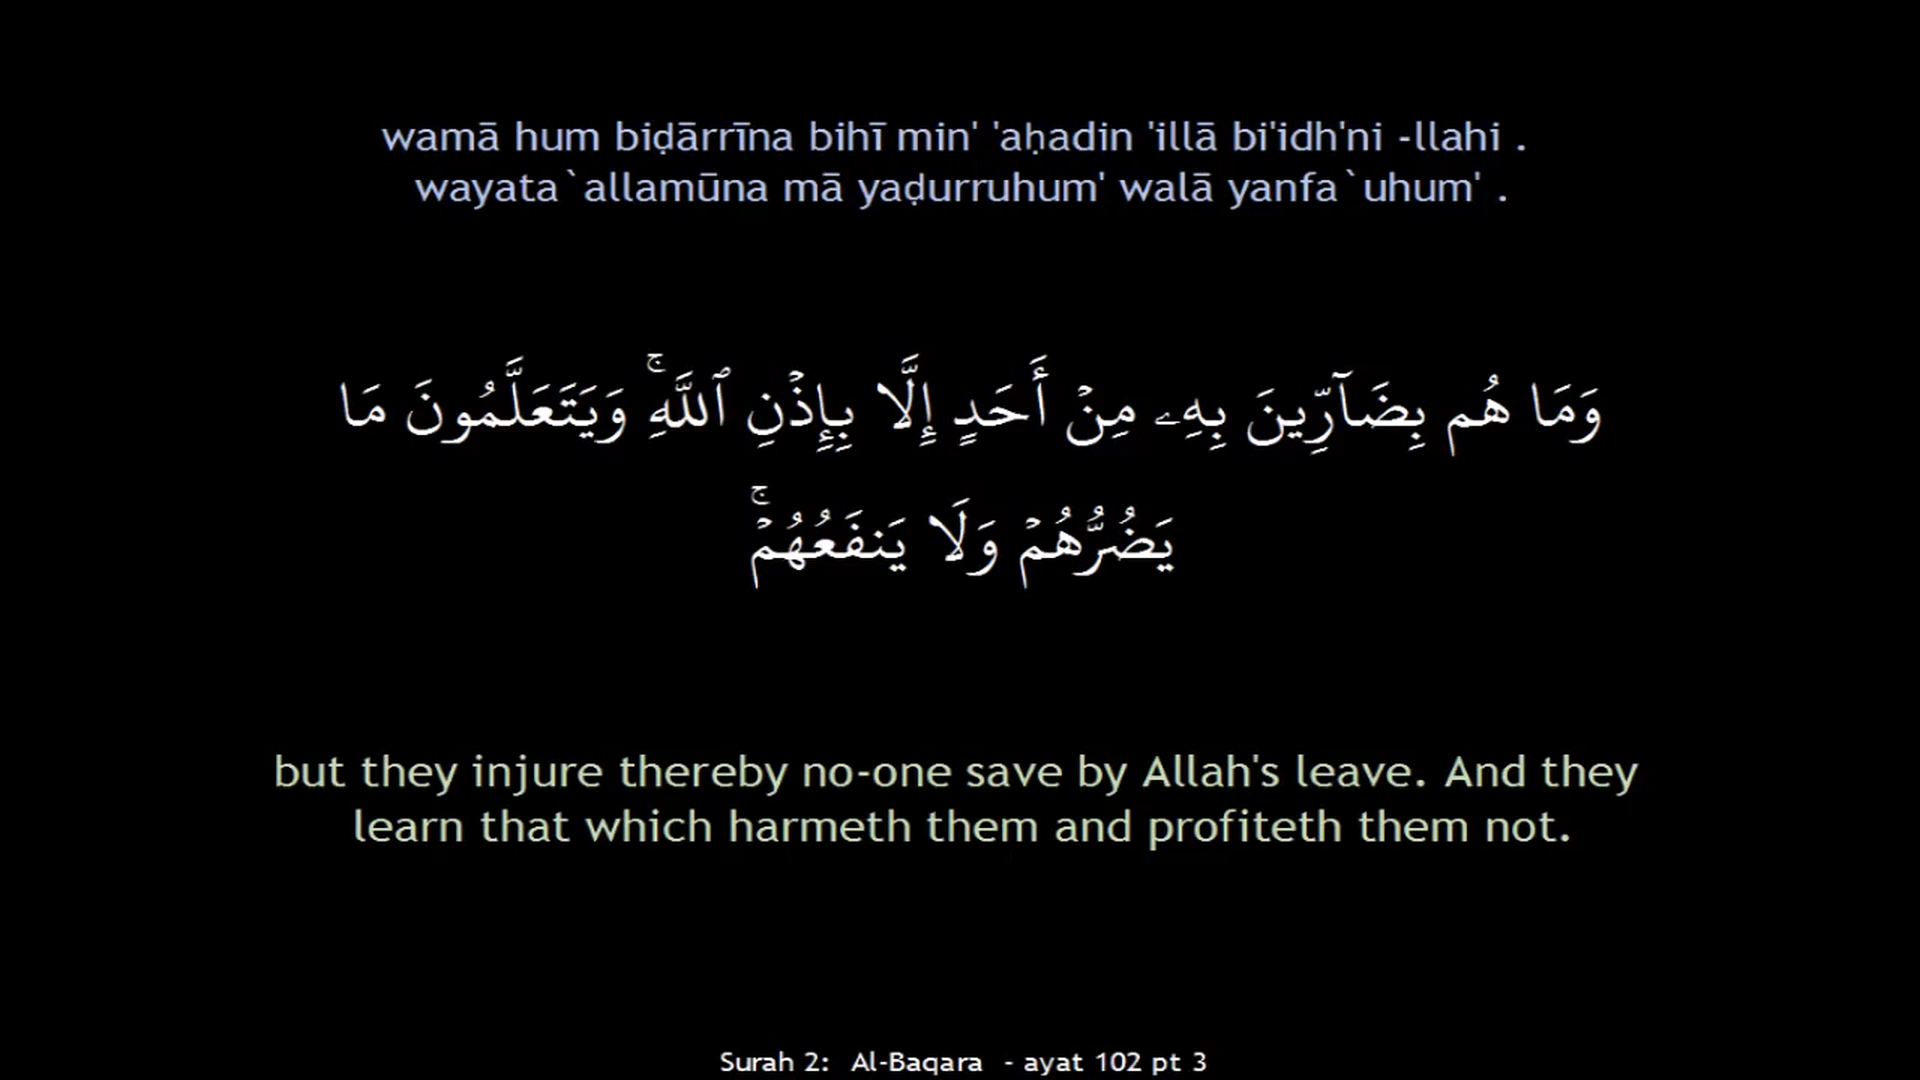 wamā hum biḍārrīna bihī min' 'aḥadin 'illā bi'idh'ni -llahi .
wayata`allamūna mā yaḍurruhum' walā yanfa`uhum' .
وَمَا هُم بِضَآرِّينَ بِهِۦ مِنۡ أَحَدٍ إِلَّا بِإِذۡنِ ٱللَّهِۚ وَيَتَعَلَّمُونَ مَا
يَضُرُّهُمۡ وَلَا يَنفَعُهُمۡۚ
but they injure thereby no-one save by Allah's leave. And they
learn that which harmeth them and profiteth them not.
Surah 2: Al-Baqara - ayat 102 pt 3